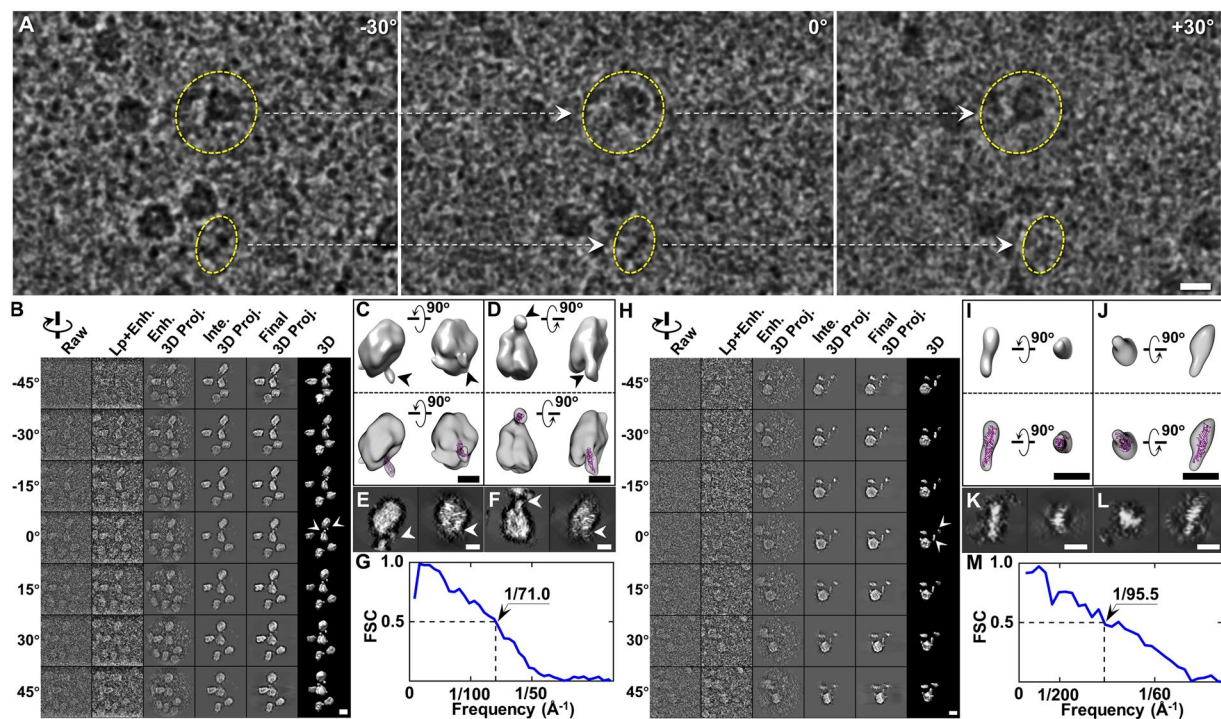 A
-30°
0°
+30°
B
Raw
Lp+Enh.
Enh.
3D Proj.
Inte.
3D Proj.
Final
3D Proj.
3D
-45°
-30°
-15°
0°
15°
30°
45°
C
90°
D
90°
90°
90°
E
F
G
1.0
0.5
FSC
1/71.0
0
1/100
1/50
Frequency (Å-1)
H
Raw
Lp+Enh.
Enh.
3D Proj.
Inte.
3D Proj.
Final
3D Proj.
3D
-45°
-30°
-15°
0°
15°
30°
45°
I
90°
J
90°
90°
90°
K
L
M
1.0
0.5
FSC
1/95.5
0
1/200
1/60
Frequency (Å-1)